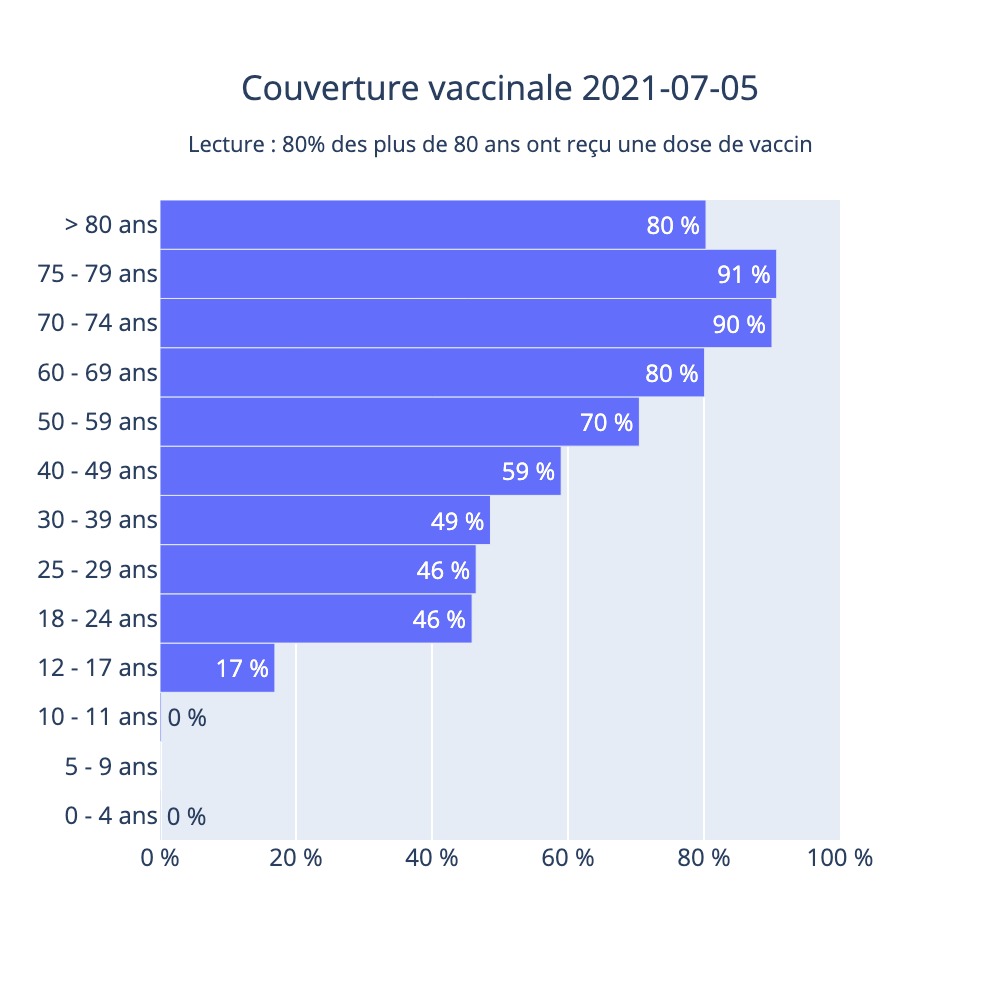 Couverture vaccinale 2021-07-05
Lecture : 80% des plus de 80 ans ont reçu une dose de vaccin
> 80 ans 80 %
75 - 79 ans 91 %
70 - 74 ans 90 %
60 - 69 ans 80 %
50 - 59 ans 70 %
40 - 49 ans 59 %
30 - 39 ans 49 %
25 - 29 ans 46 %
18 - 24 ans 46 %
12 - 17 ans 17 %
10 - 11 ans 0 %
5 - 9 ans
0 - 4 ans 0 %
0 % 20 % 40 % 60 % 80 % 100 %